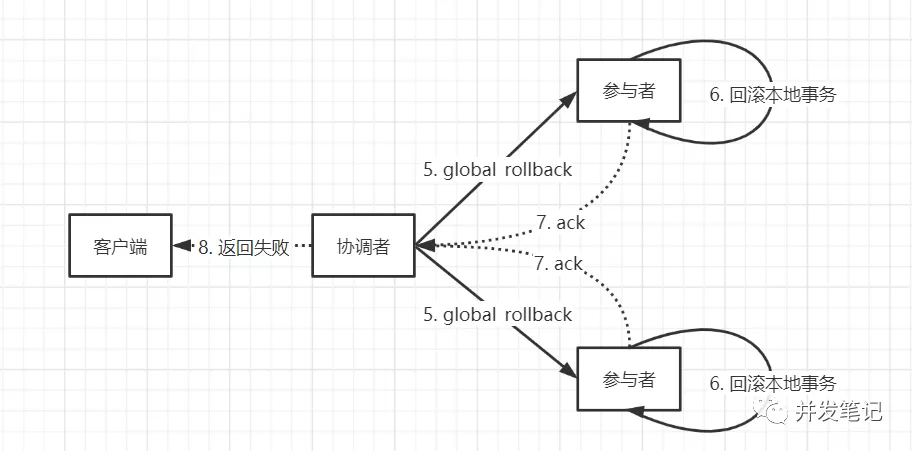 参与者
6. 回滚本地事务
5. global rollback
7. ack
客户端
8. 返回失败
协调者
7. ack
5. global rollback
参与者
6. 回滚本地事务
并发笔记